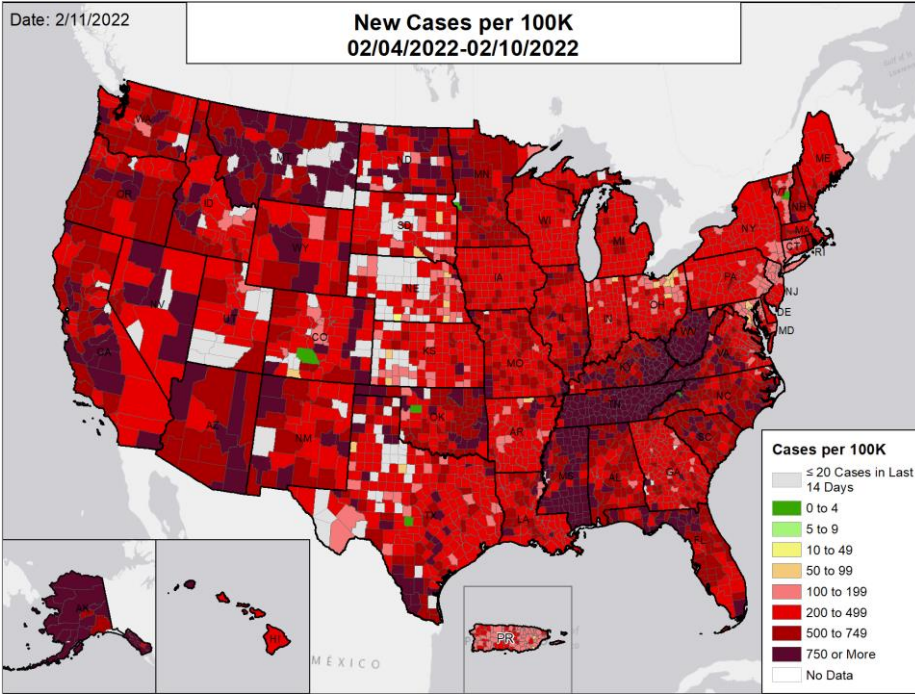 Date: 2/11/2022
New Cases per 100K
02/04/2022-02/10/2022
WA
MT
ND
MN
ME
OR
ID
SD
WI
MI
VT
NH
NY
MA
CT
RI
WY
IA
NE
PA
NJ
NV
UT
CO
IL
IN
OH
DE
MD
CA
KS
MO
WV
KY
VA
AZ
NM
OK
AR
TN
NC
SC
MS
AL
GA
TX
LA
FL
AK
HI
PR
MÉXICO
Cases per 100K
≤ 20 Cases in Last
14 Days
0 to 4
5 to 9
10 to 49
50 to 99
100 to 199
200 to 499
500 to 749
750 or More
No Data